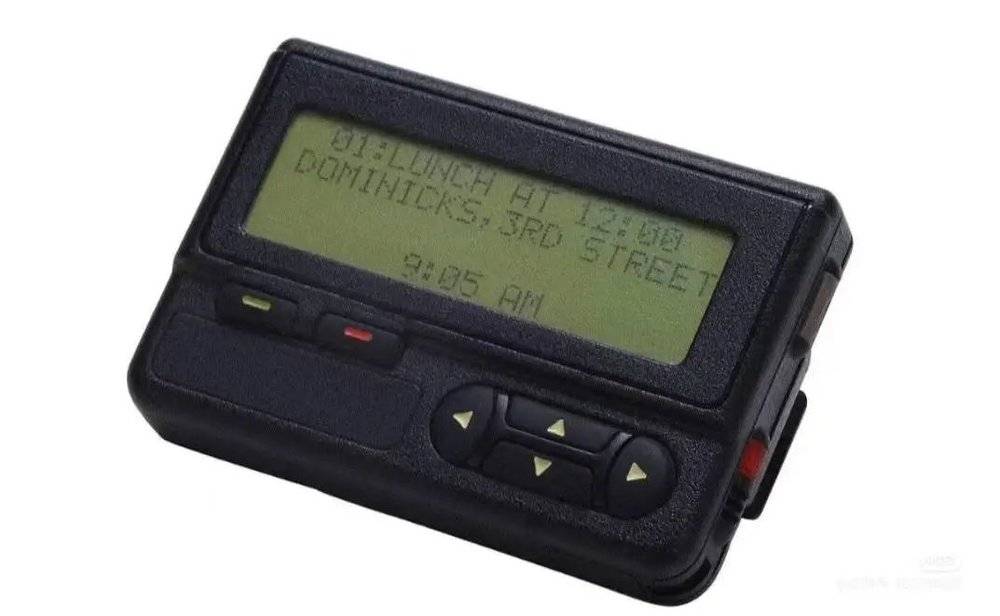 01:LUNCH AT 12:00
DOMINICKS,3RD STREET
9:05 AM